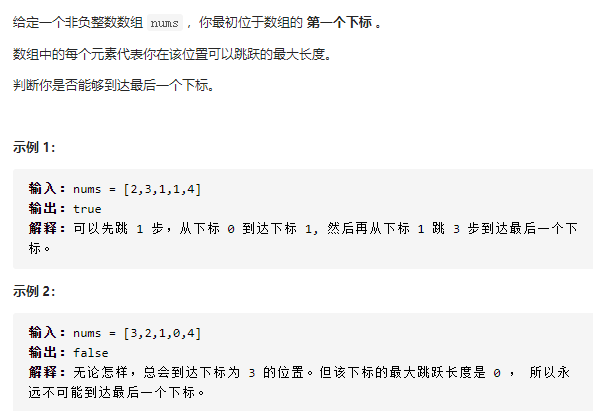 给定一个非负整数数组 nums ，你最初位于数组的 第一个下标 。
数组中的每个元素代表你在该位置可以跳跃的最大长度。
判断你是否能够到达最后一个下标。
示例 1：
输入：nums = [2,3,1,1,4]
输出：true
解释：可以先跳 1 步，从下标 0 到达下标 1, 然后再从下标 1 跳 3 步到达最后一个下
标。
示例 2：
输入：nums = [3,2,1,0,4]
输出：false
解释：无论怎样，总会到达下标为 3 的位置。但该下标的最大跳跃长度是 0 ， 所以永
远不可能到达最后一个下标。